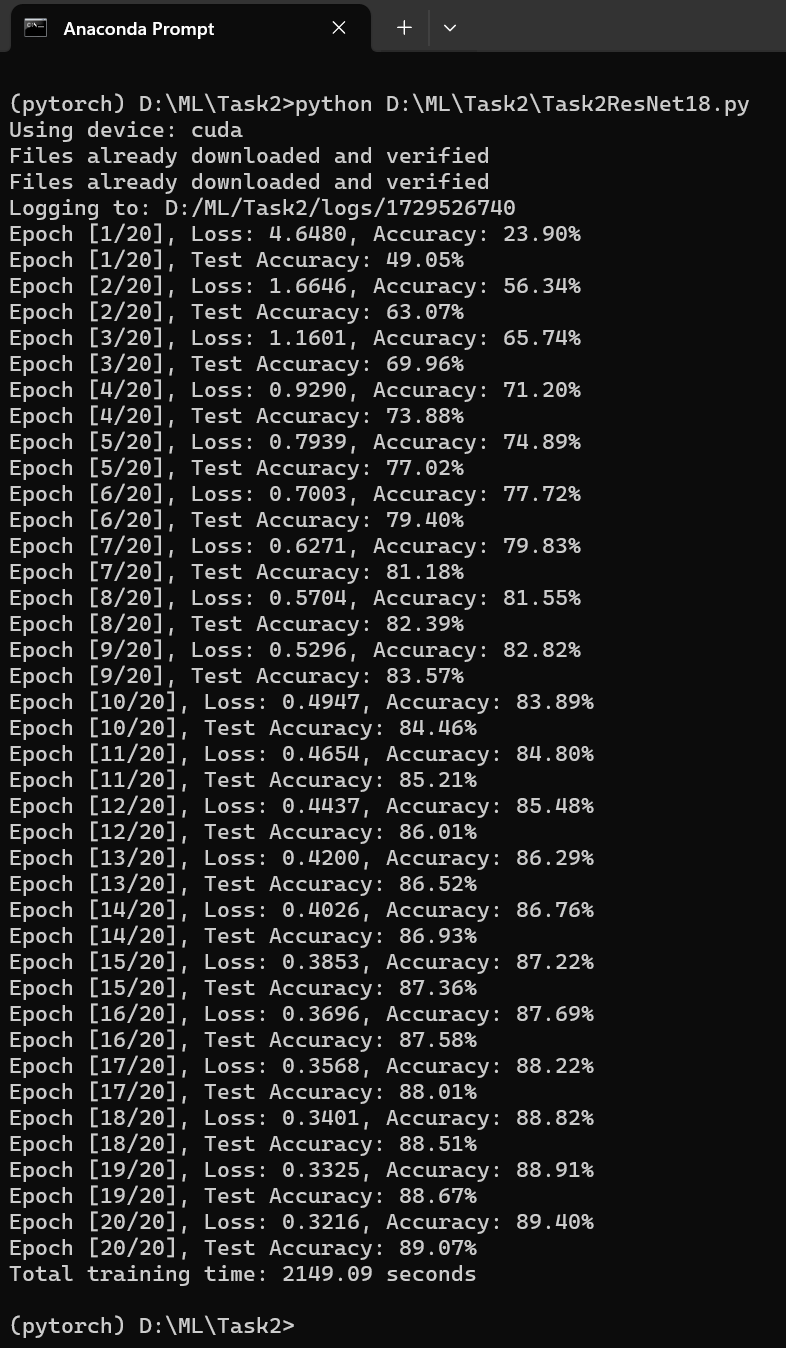 Anaconda Prompt
(pytorch) D:\ML\Task2>python D:\ML\Task2\Task2ResNet18.py
Using device: cuda
Files already downloaded and verified
Files already downloaded and verified
Logging to: D:/ML/Task2/logs/1729526740
Epoch [1/20], Loss: 4.6480, Accuracy: 23.90%
Epoch [1/20], Test Accuracy: 49.05%
Epoch [2/20], Loss: 1.6646, Accuracy: 56.34%
Epoch [2/20], Test Accuracy: 63.07%
Epoch [3/20], Loss: 1.1601, Accuracy: 65.74%
Epoch [3/20], Test Accuracy: 69.96%
Epoch [4/20], Loss: 0.9290, Accuracy: 71.20%
Epoch [4/20], Test Accuracy: 73.88%
Epoch [5/20], Loss: 0.7939, Accuracy: 74.89%
Epoch [5/20], Test Accuracy: 77.02%
Epoch [6/20], Loss: 0.7003, Accuracy: 77.72%
Epoch [6/20], Test Accuracy: 79.40%
Epoch [7/20], Loss: 0.6271, Accuracy: 79.83%
Epoch [7/20], Test Accuracy: 81.18%
Epoch [8/20], Loss: 0.5704, Accuracy: 81.55%
Epoch [8/20], Test Accuracy: 82.39%
Epoch [9/20], Loss: 0.5296, Accuracy: 82.82%
Epoch [9/20], Test Accuracy: 83.57%
Epoch [10/20], Loss: 0.4947, Accuracy: 83.89%
Epoch [10/20], Test Accuracy: 84.46%
Epoch [11/20], Loss: 0.4654, Accuracy: 84.80%
Epoch [11/20], Test Accuracy: 85.21%
Epoch [12/20], Loss: 0.4437, Accuracy: 85.48%
Epoch [12/20], Test Accuracy: 86.01%
Epoch [13/20], Loss: 0.4200, Accuracy: 86.29%
Epoch [13/20], Test Accuracy: 86.52%
Epoch [14/20], Loss: 0.4026, Accuracy: 86.76%
Epoch [14/20], Test Accuracy: 86.93%
Epoch [15/20], Loss: 0.3853, Accuracy: 87.22%
Epoch [15/20], Test Accuracy: 87.36%
Epoch [16/20], Loss: 0.3696, Accuracy: 87.69%
Epoch [16/20], Test Accuracy: 87.58%
Epoch [17/20], Loss: 0.3568, Accuracy: 88.22%
Epoch [17/20], Test Accuracy: 88.01%
Epoch [18/20], Loss: 0.3401, Accuracy: 88.82%
Epoch [18/20], Test Accuracy: 88.51%
Epoch [19/20], Loss: 0.3325, Accuracy: 88.91%
Epoch [19/20], Test Accuracy: 88.67%
Epoch [20/20], Loss: 0.3216, Accuracy: 89.40%
Epoch [20/20], Test Accuracy: 89.07%
Total training time: 2149.09 seconds
(pytorch) D:\ML\Task2>